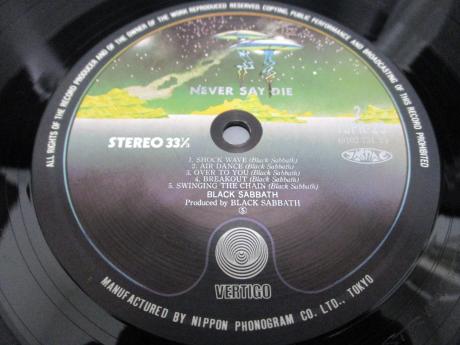 ALL RIGHTS OF THE RECORD PRODUCER AND OF THE OWNER OF THE WORK REPRODUCED RESERVED. COPYING, PUBLIC PERFORMANCE AND BROADCASTING OF THIS RECORD PROHIBITED
NEVER SAY DIE
2
STEREO 33⅓
1. SHOCK WAVE (Black Sabbath)
2. AIR DANCE (Black Sabbath)
3. OVER TO YOU (Black Sabbath)
4. BREAKOUT (Black Sabbath)
5. SWINGING THE CHAIN (Black Sabbath)
BLACK SABBATH
Produced by BLACK SABBATH
Ⓢ
VERTIGO
MANUFACTURED BY NIPPON PHONOGRAM CO. LTD., TOKYO